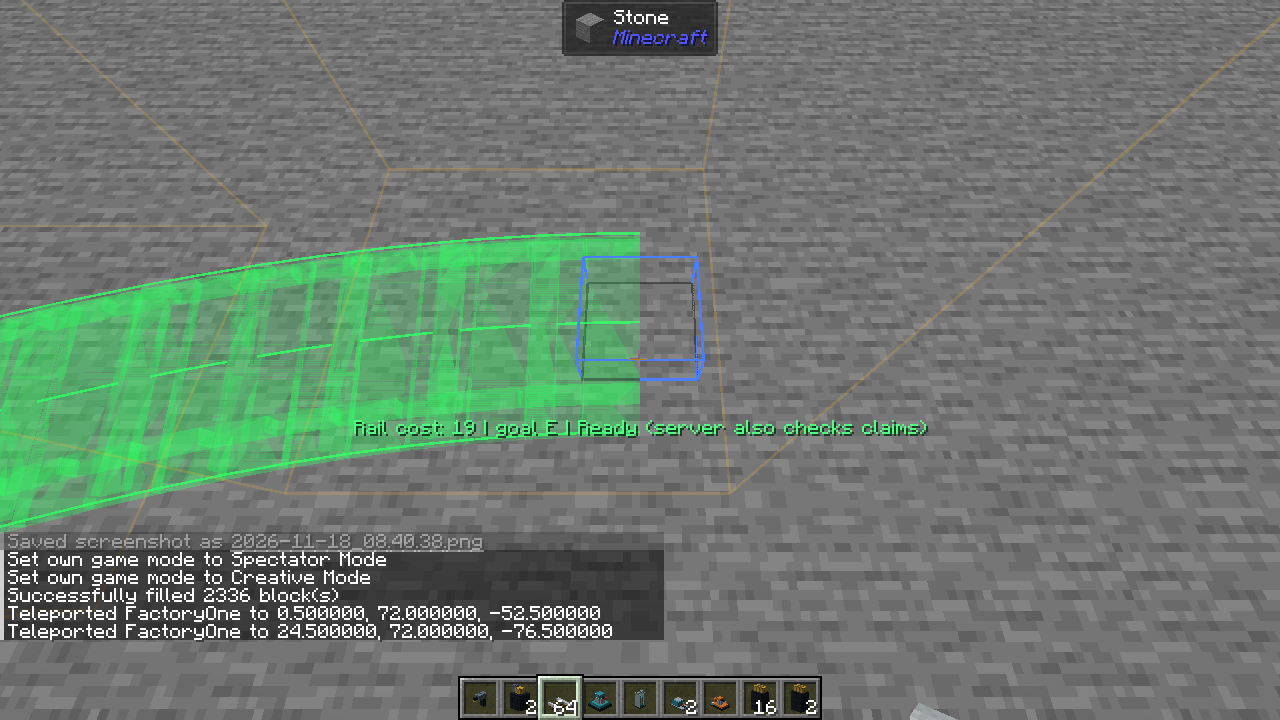 Stone
Minecraft
Rail cost: 19 | goal E | Ready (server also checks claims)
Saved screenshot as 2026-11-18_08.40.38.png
Set own game mode to Spectator Mode
Set own game mode to Creative Mode
Successfully filled 2336 block(s)
Teleported FactoryOne to 0.500000, 72.000000, -52.500000
Teleported FactoryOne to 24.500000, 72.000000, -76.500000
2 64 2 16 2